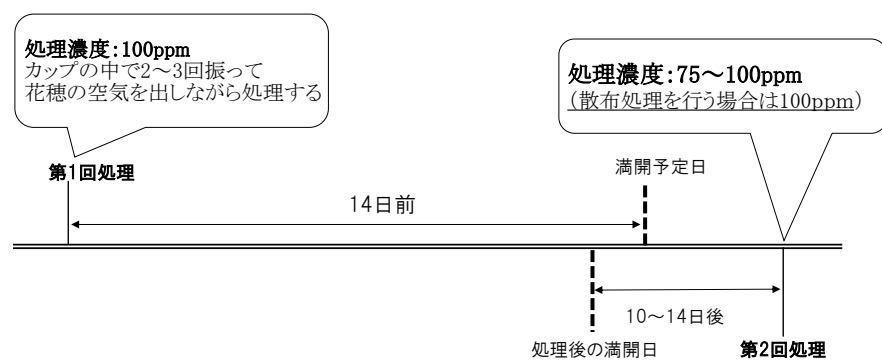 処理濃度：100ppm
カップの中で2～3回振って
花穂の空気を出しながら処理する
処理濃度：75～100ppm
（散布処理を行う場合は100ppm）
第1回処理
満開予定日
14日前
10～14日後
処理後の満開日
第2回処理